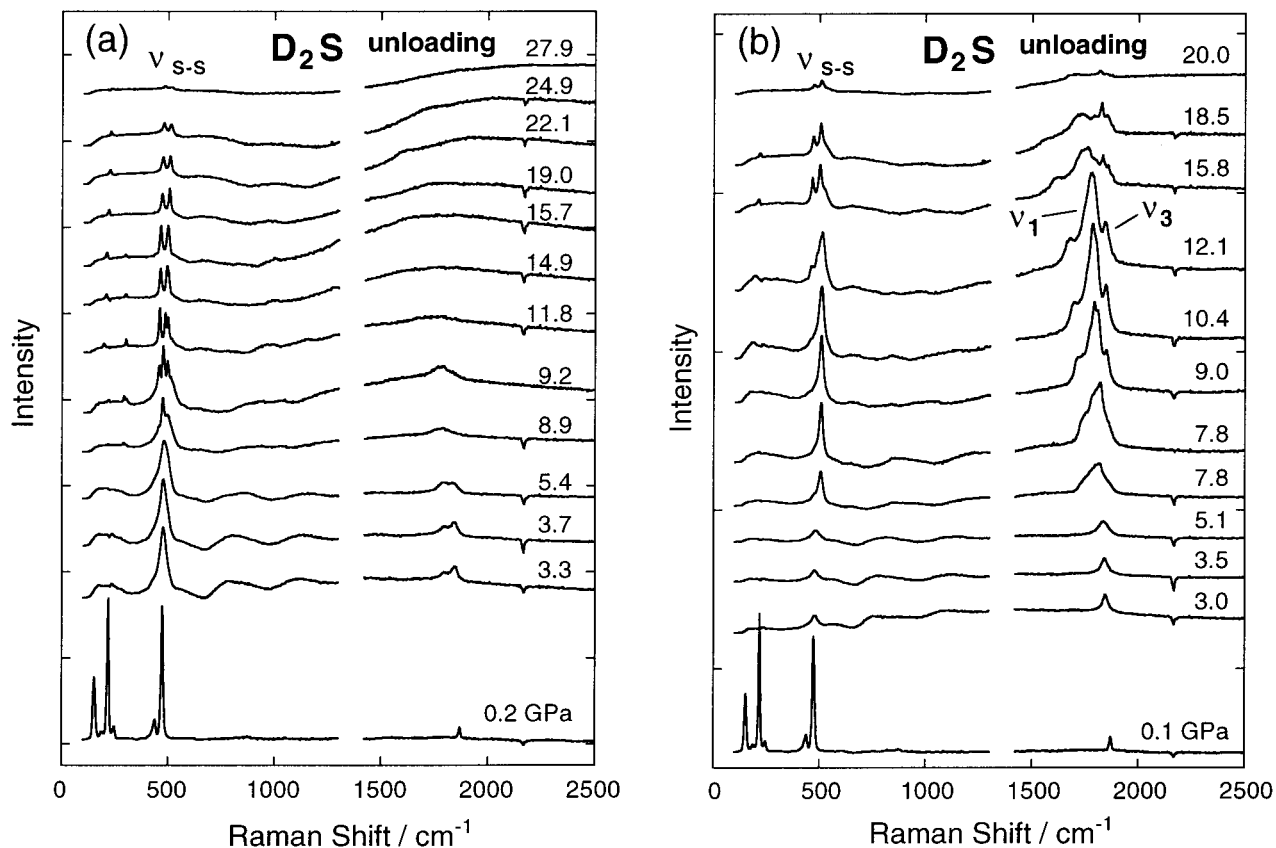 (a) D2S unloading
ν S-S
27.9
24.9
22.1
19.0
15.7
14.9
11.8
9.2
8.9
5.4
3.7
3.3
0.2 GPa
Intensity
0 500 1000 1500 2000 2500
Raman Shift / cm-1
(b) D2S unloading
ν S-S
20.0
18.5
15.8
ν1 ν3
12.1
10.4
9.0
7.8
7.8
5.1
3.5
3.0
0.1 GPa
Intensity
0 500 1000 1500 2000 2500
Raman Shift / cm-1